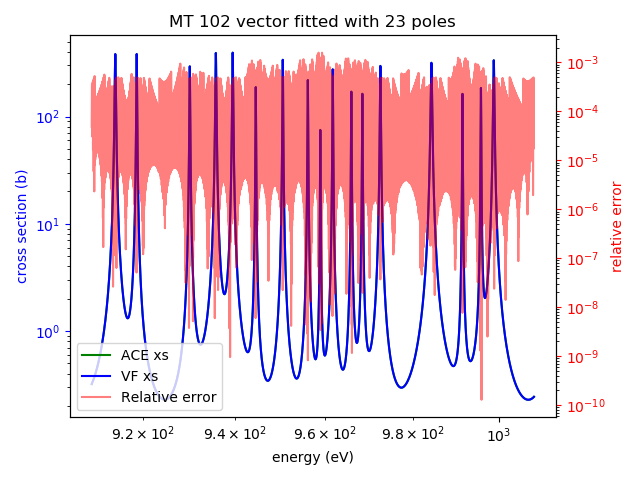 MT 102 vector fitted with 23 poles
cross section (b)
10²
10¹
10⁰
10⁻³
10⁻⁴
10⁻⁵
10⁻⁶
10⁻⁷
10⁻⁸
10⁻⁹
10⁻¹⁰
relative error
ACE xs
VF xs
Relative error
9.2 × 10² 9.4 × 10² 9.6 × 10² 9.8 × 10² 10³
energy (eV)